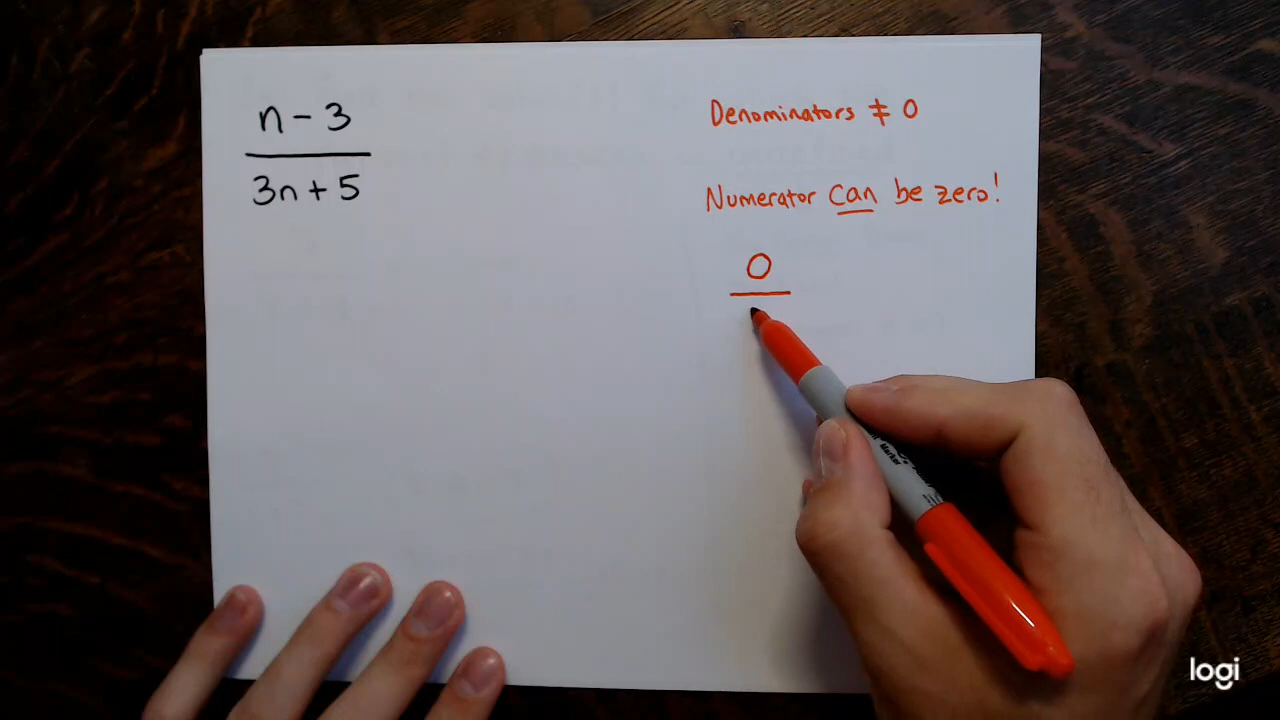 n - 3
3n + 5
Denominators ≠ 0
Numerator can be zero!
0
logi